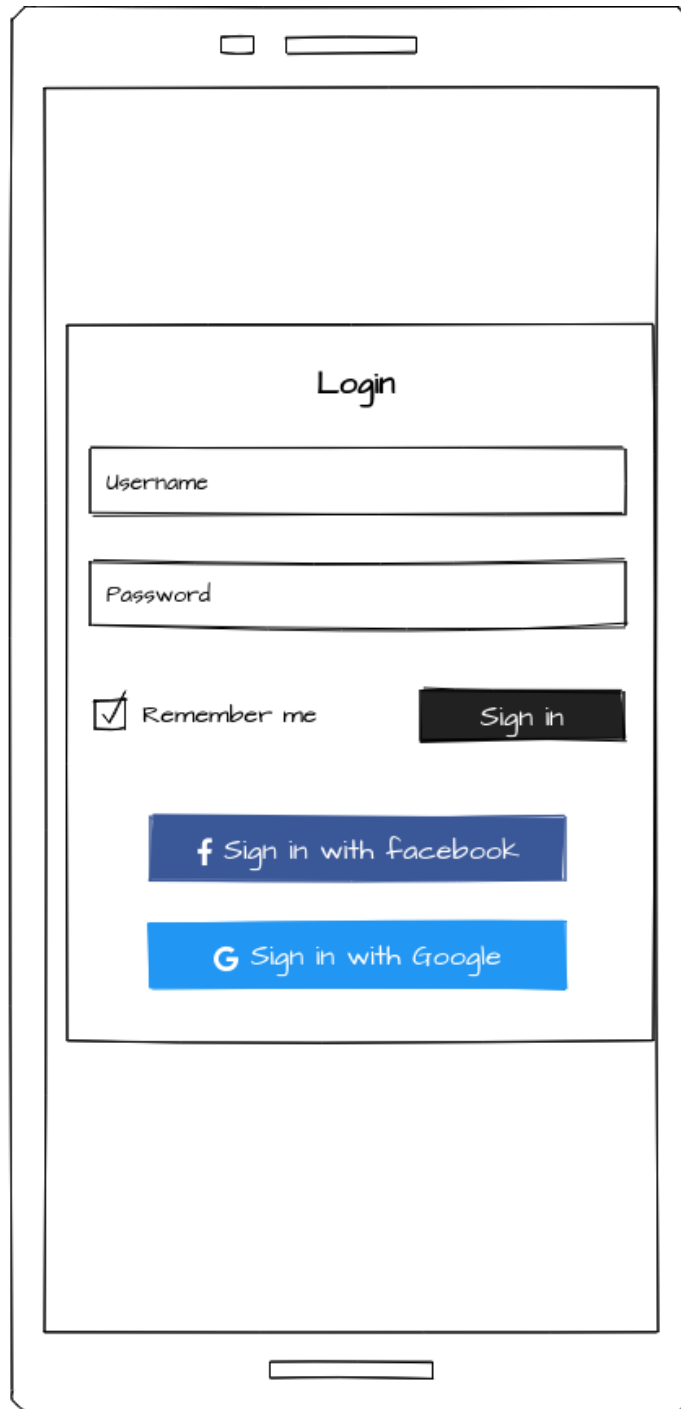 Login
Username
Password
Remember me
Sign in
Sign in with facebook
G Sign in with Google